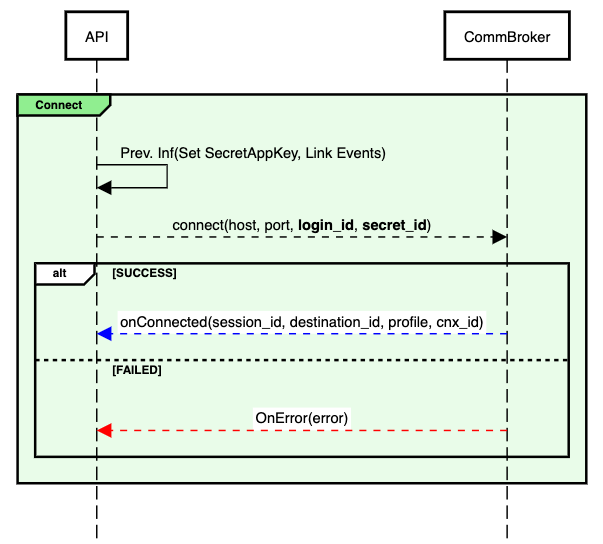 API
CommBroker
Connect
Prev. Inf(Set SecretAppKey, Link Events)
connect(host, port, login_id, secret_id)
alt
[SUCCESS]
onConnected(session_id, destination_id, profile, cnx_id)
[FAILED]
OnError(error)